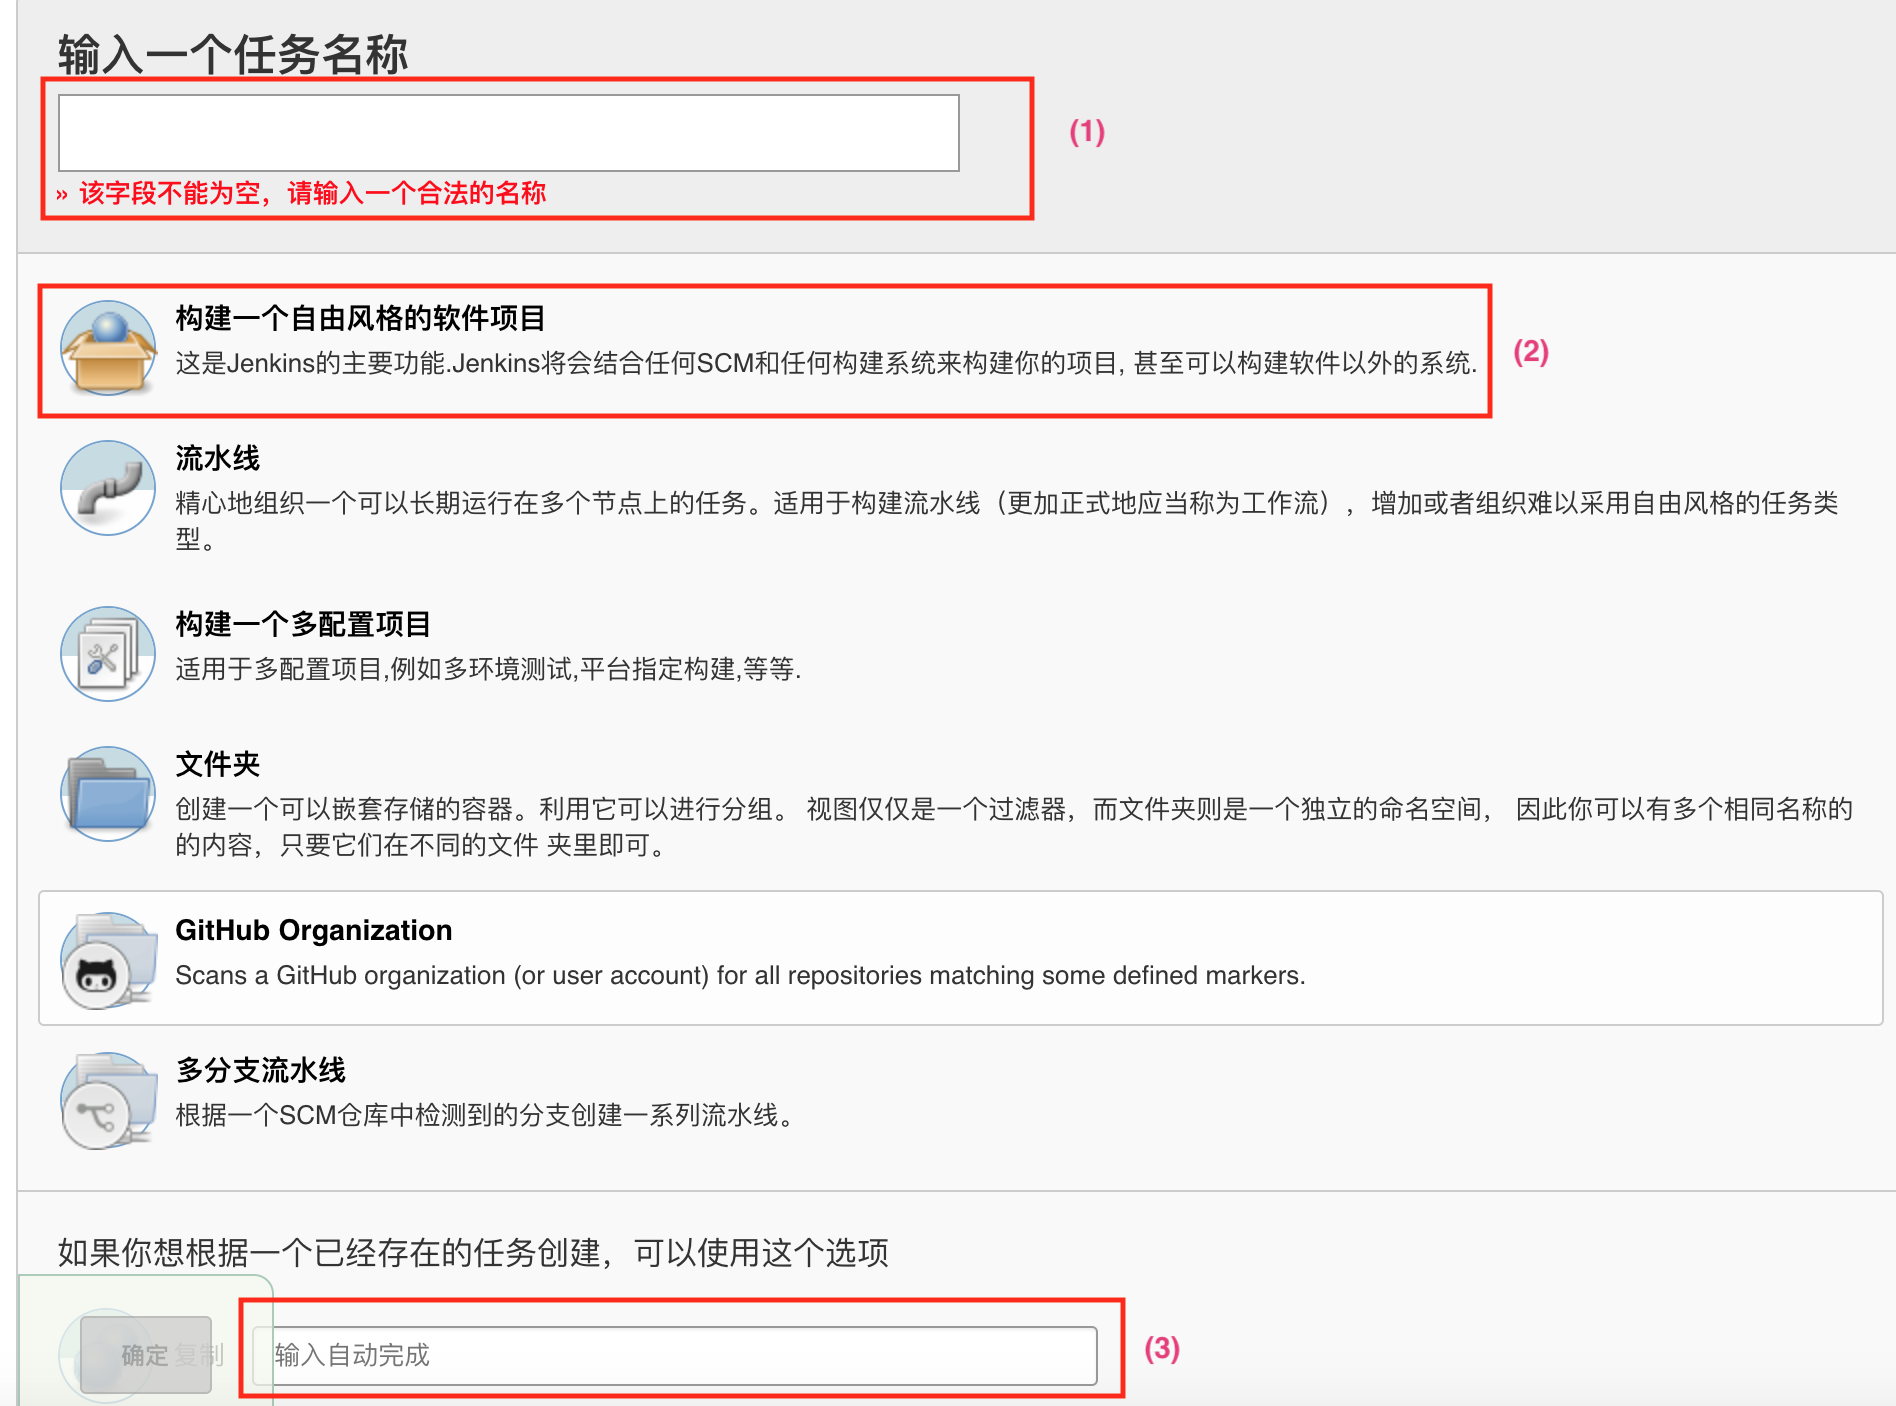 输入一个任务名称
(1)
» 该字段不能为空，请输入一个合法的名称
构建一个自由风格的软件项目
这是Jenkins的主要功能.Jenkins将会结合任何SCM和任何构建系统来构建你的项目, 甚至可以构建软件以外的系统.
(2)
流水线
精心地组织一个可以长期运行在多个节点上的任务。适用于构建流水线（更加正式地应当称为工作流），增加或者组织难以采用自由风格的任务类
型。
构建一个多配置项目
适用于多配置项目,例如多环境测试,平台指定构建,等等.
文件夹
创建一个可以嵌套存储的容器。利用它可以进行分组。 视图仅仅是一个过滤器，而文件夹则是一个独立的命名空间， 因此你可以有多个相同名称的
的内容，只要它们在不同的文件 夹里即可。
GitHub Organization
Scans a GitHub organization (or user account) for all repositories matching some defined markers.
多分支流水线
根据一个SCM仓库中检测到的分支创建一系列流水线。
如果你想根据一个已经存在的任务创建，可以使用这个选项
确定 复制
输入自动完成
(3)